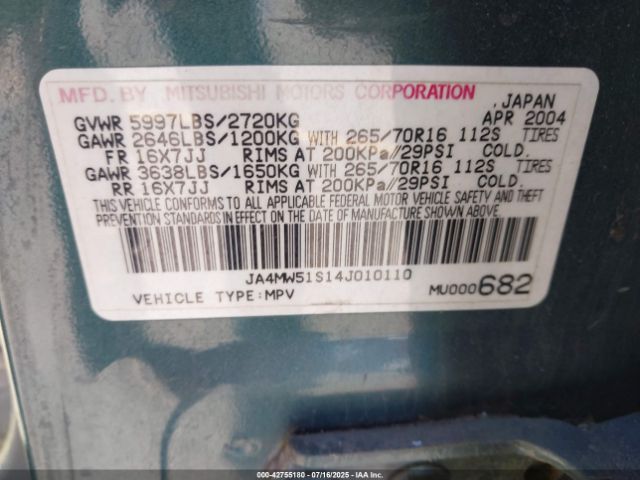 MFD. BY MITSUBISHI MOTORS CORPORATION
, JAPAN
GVWR 5997LBS/2720KG APR 2004
GAWR 2646LBS/1200KG WITH 265/70R16 112S TIRES
FR 16X7JJ RIMS AT 200KPa//29PSI COLD.
GAWR 3638LBS/1650KG WITH 265/70R16 112S TIRES
RR 16X7JJ RIMS AT 200KPa//29PSI COLD.
THIS VEHICLE CONFORMS TO ALL APPLICABLE FEDERAL MOTOR VEHICLE SAFETY AND THEFT
PREVENTION STANDARDS IN EFFECT ON THE DATE OF MANUFACTURE SHOWN ABOVE.
JA4MW51S14J010110
VEHICLE TYPE:MPV MU000682
IAA-42755180 - 07/16/2025 - IAAI.COM